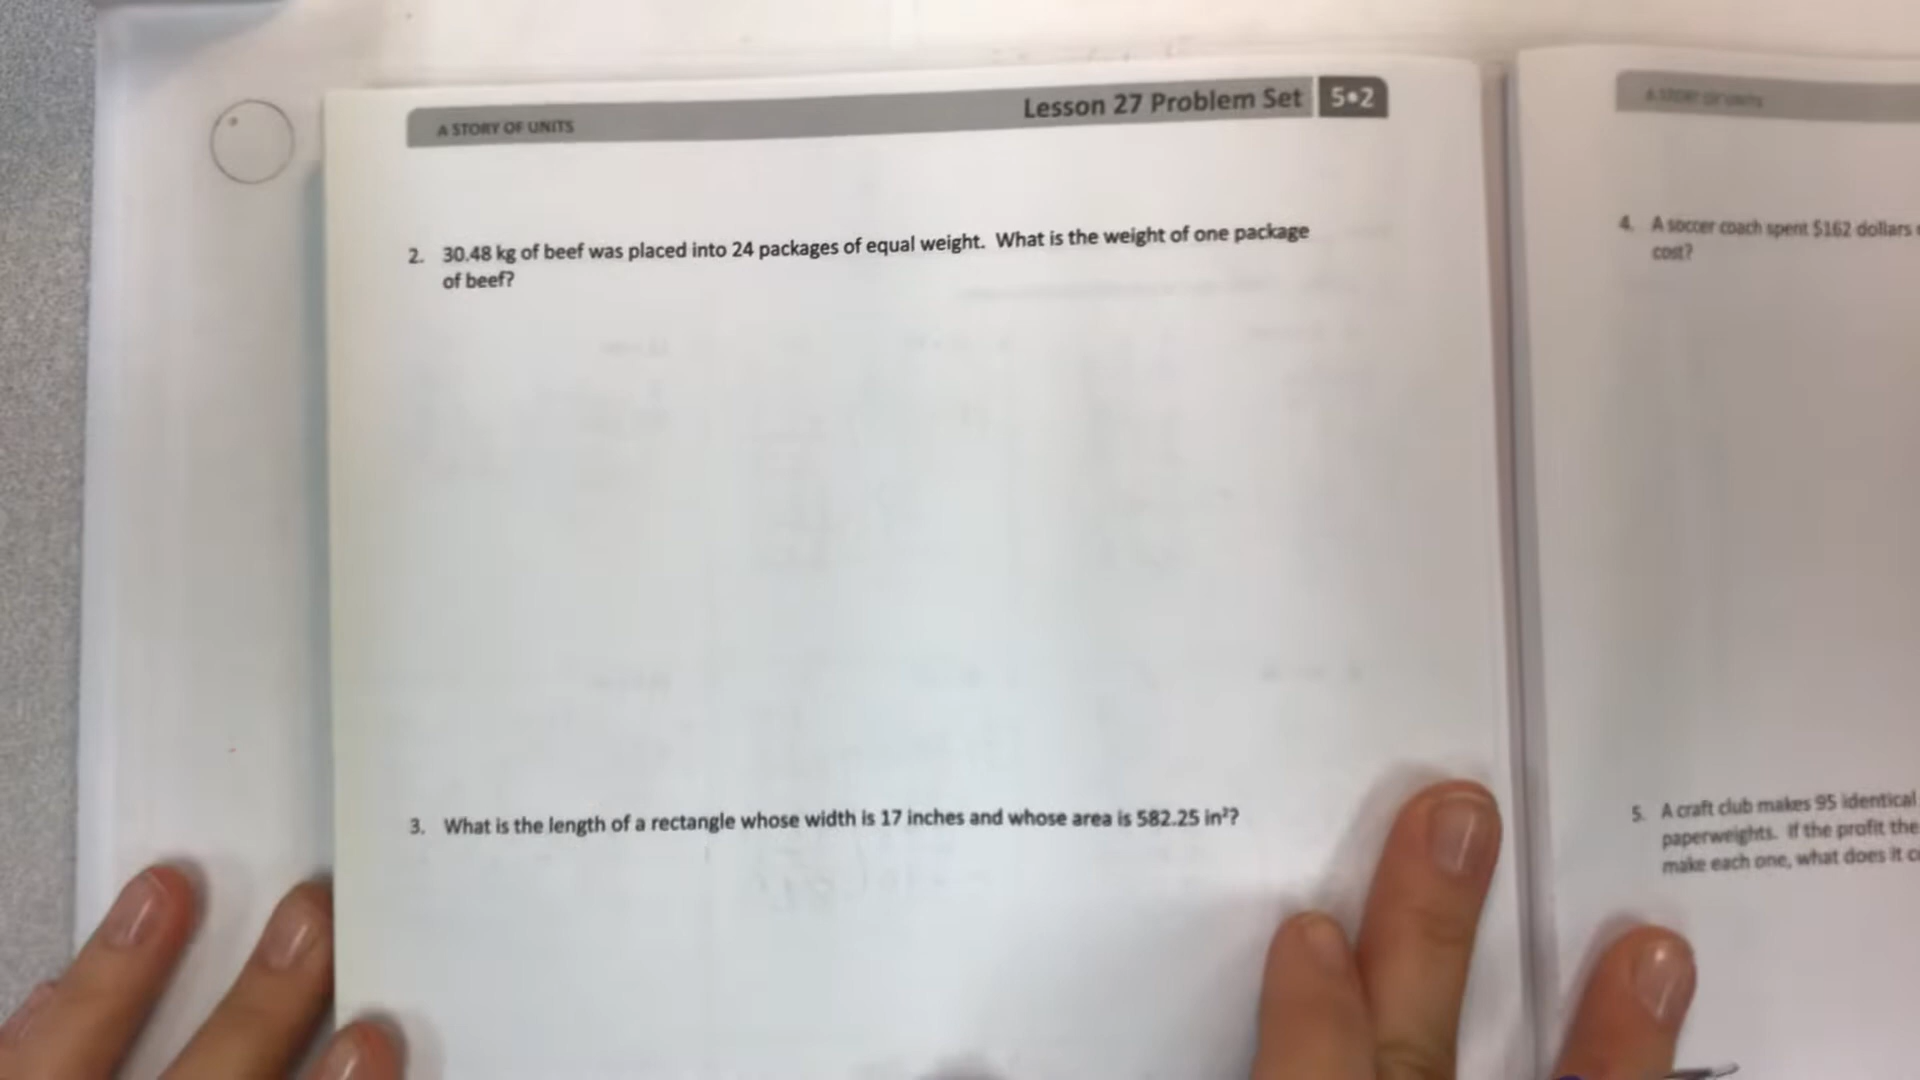 A STORY OF UNITS
Lesson 27 Problem Set 5•2
2. 30.48 kg of beef was placed into 24 packages of equal weight. What is the weight of one package
of beef?
3. What is the length of a rectangle whose width is 17 inches and whose area is 582.25 in²?
A STORY OF UNITS
4. A soccer coach spent $162 dollars
cost?
5. A craft club makes 95 identical
paperweights. If the profit the
make each one, what does it